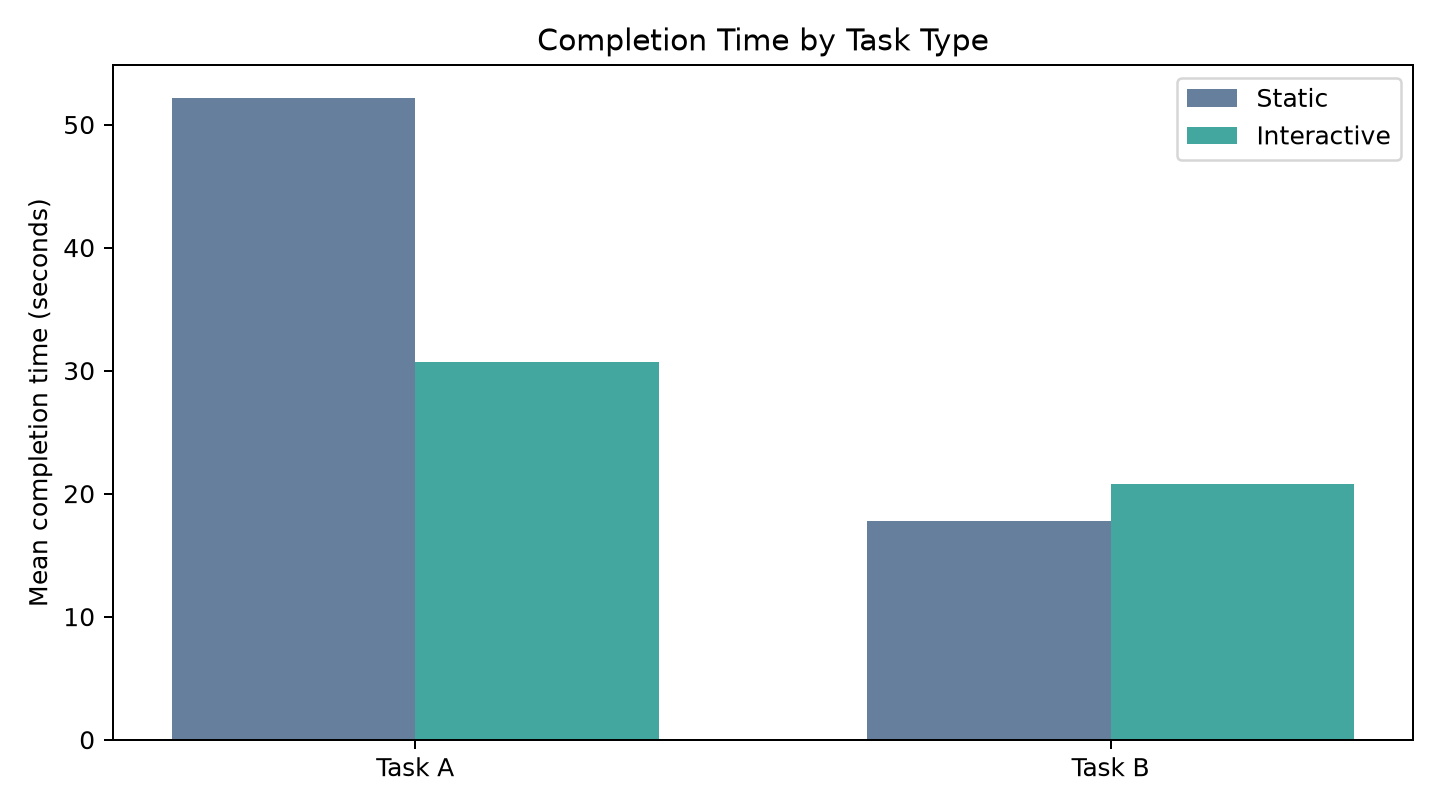 Completion Time by Task Type
Static
Interactive
Mean completion time (seconds)
50
40
30
20
10
0
Task A
Task B